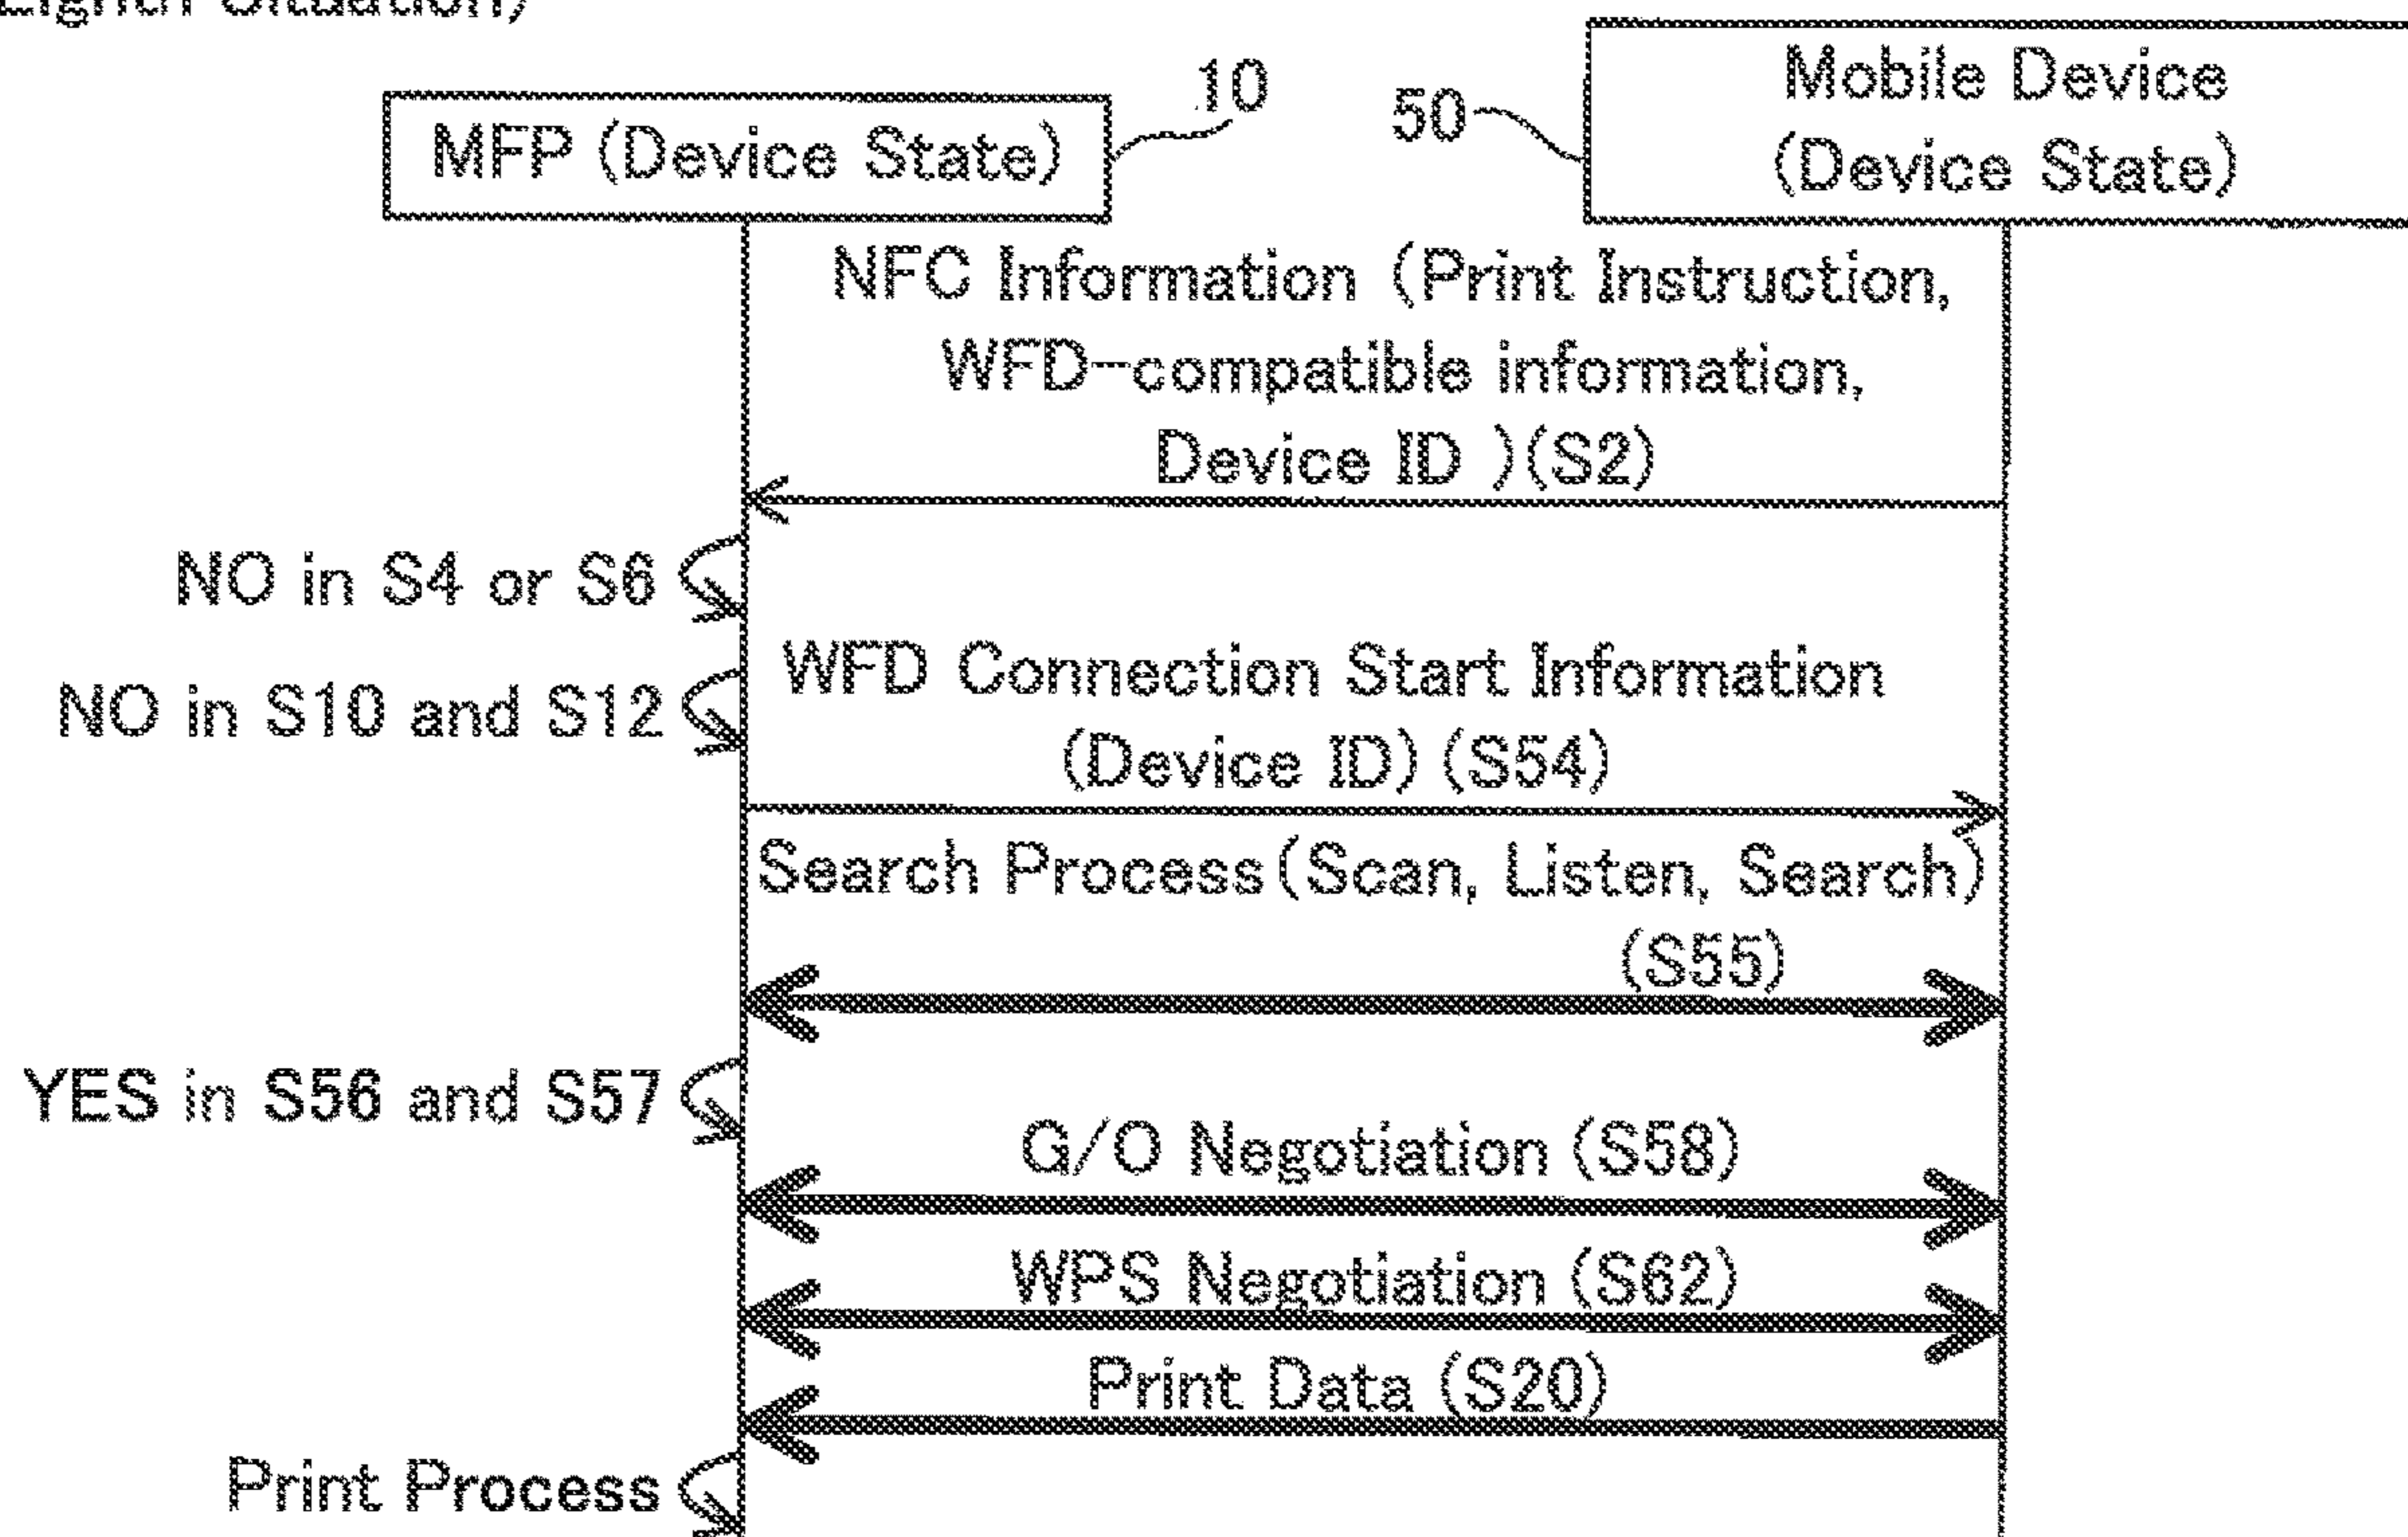 Eighth Situation)
10
50
MFP (Device State)
Mobile Device
(Device State)
NFC Information (Print Instruction,
WFD-compatible information,
Device ID )(S2)
NO in S4 or S6
WFD Connection Start Information
NO in S10 and S12
(Device ID) (S54)
Search Process(Scan, Listen, Search)
(S55)
YES in S56 and S57
G/O Negotiation (S58)
WPS Negotiation (S62)
Print Data (S20)
Print Process